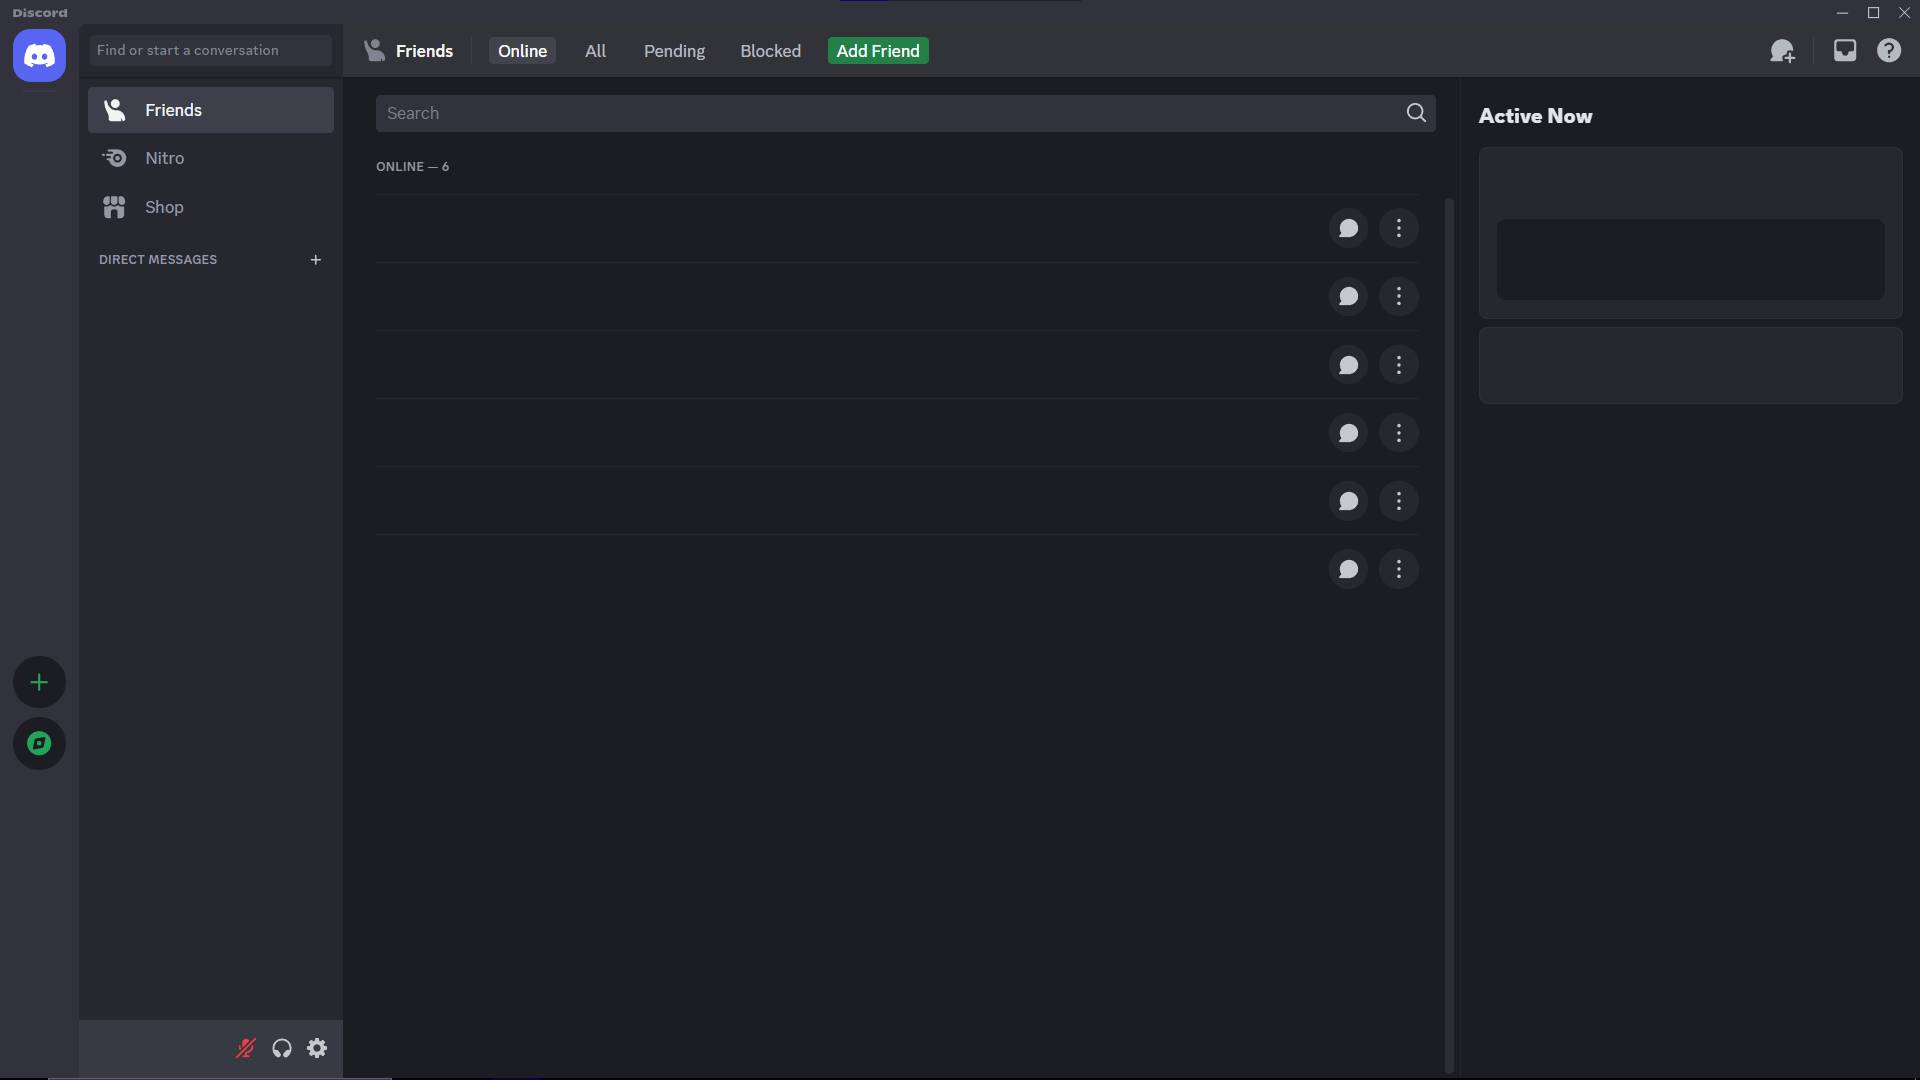 Discord
Find or start a conversation
Friends
Online
All
Pending
Blocked
Add Friend
Friends
Nitro
Shop
DIRECT MESSAGES
Search
ONLINE — 6
Active Now